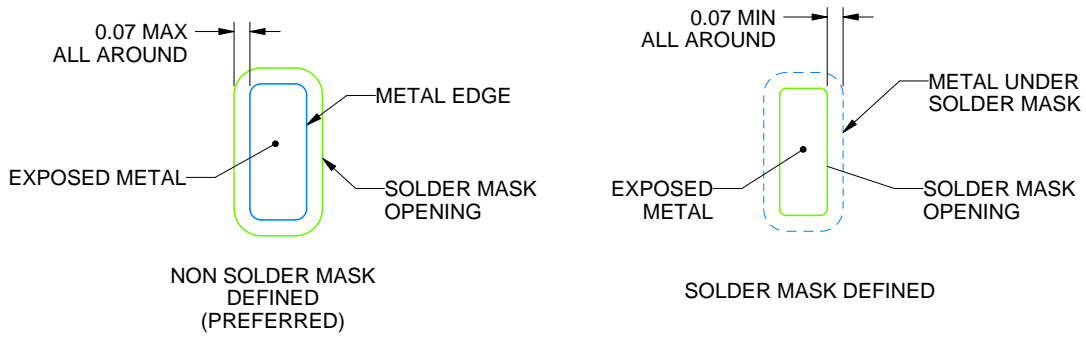 0.07 MAX
ALL AROUND
METAL EDGE
EXPOSED METAL
SOLDER MASK
OPENING
NON SOLDER MASK
DEFINED
(PREFERRED)
0.07 MIN
ALL AROUND
METAL UNDER
SOLDER MASK
EXPOSED
METAL
SOLDER MASK
OPENING
SOLDER MASK DEFINED